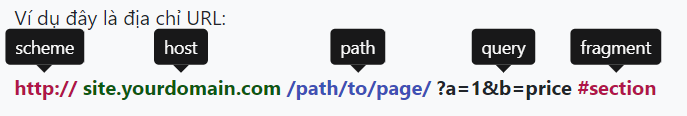 Ví dụ đây là địa chỉ URL:
scheme host path query fragment
http:// site.yourdomain.com /path/to/page/ ?a=1&b=price #section